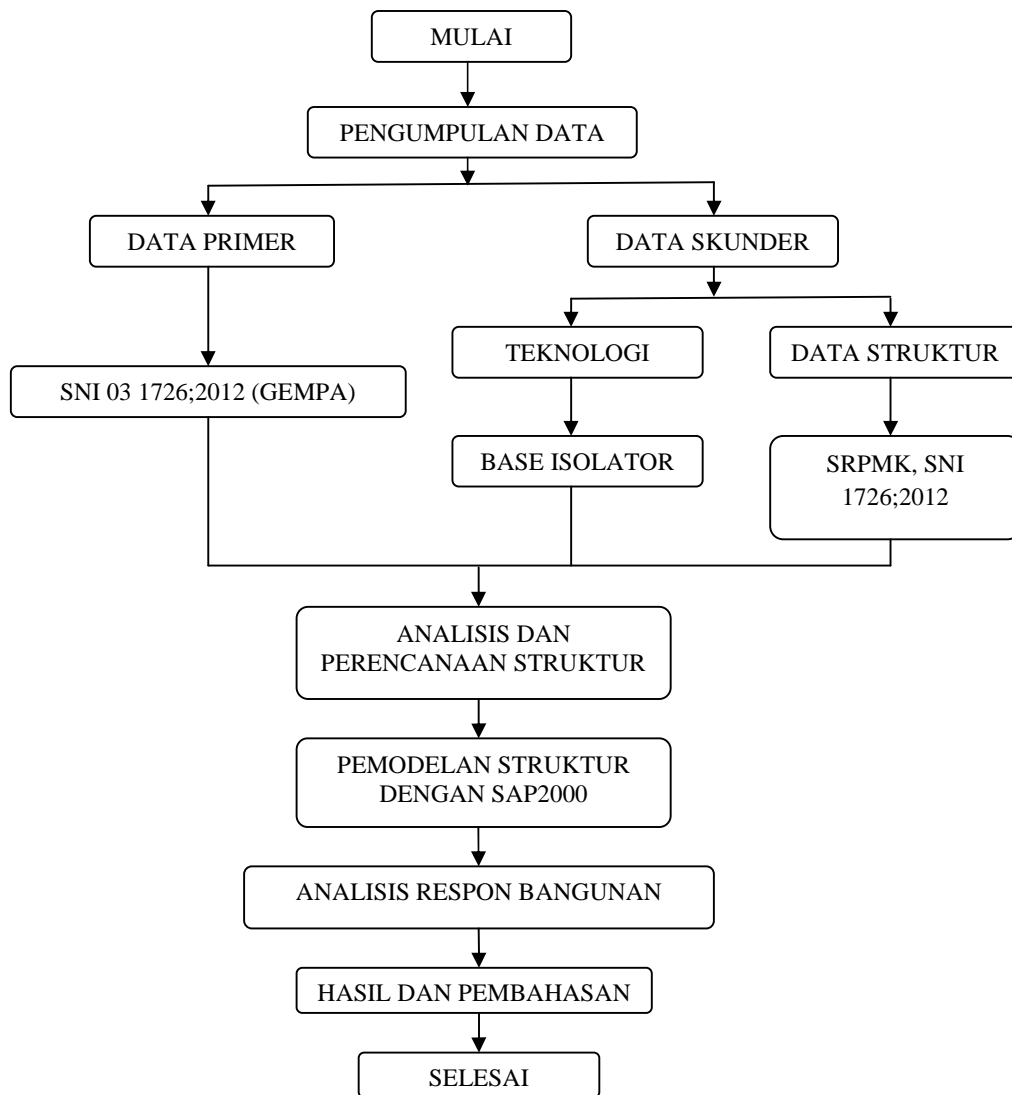 MULAI
PENGUMPULAN DATA
DATA PRIMER
DATA SKUNDER
TEKNOLOGI
DATA STRUKTUR
SNI 03 1726;2012 (GEMPA)
BASE ISOLATOR
SRPMK, SNI
1726;2012
ANALISIS DAN
PERENCANAAN STRUKTUR
PEMODELAN STRUKTUR
DENGAN SAP2000
ANALISIS RESPON BANGUNAN
HASIL DAN PEMBAHASAN
SELESAI